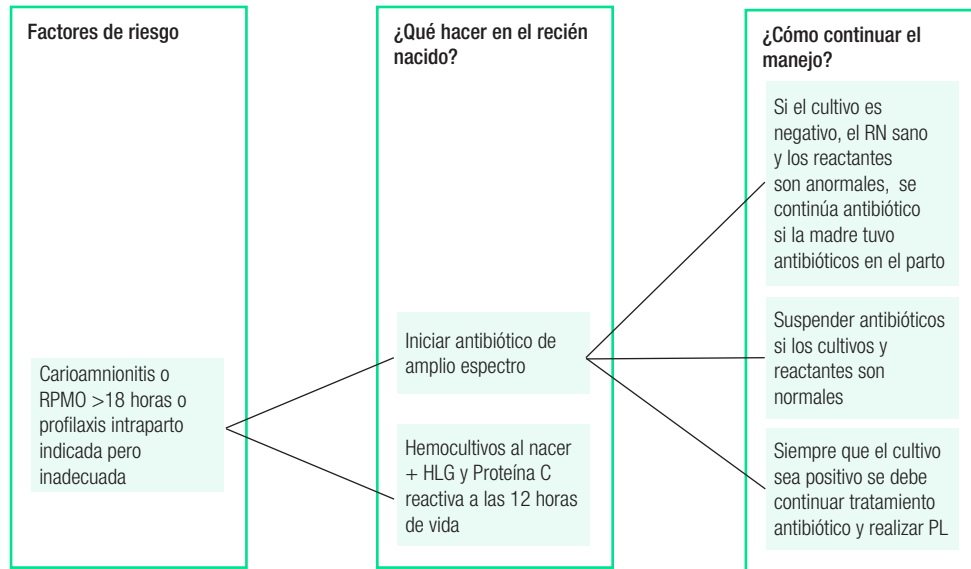 Factores de riesgo
Carioamnionitis o
RPMO >18 horas o
profilaxis intraparto
indicada pero
inadecuada
¿Qué hacer en el recién
nacido?
Iniciar antibiótico de
amplio espectro
Hemocultivos al nacer
+ HLG y Proteína C
reactiva a las 12 horas
de vida
¿Cómo continuar el
manejo?
Si el cultivo es
negativo, el RN sano
y los reactantes
son anormales, se
continúa antibiótico
si la madre tuvo
antibióticos en el parto
Suspender antibióticos
si los cultivos y
reactantes son
normales
Siempre que el cultivo
sea positivo se debe
continuar tratamiento
antibiótico y realizar PL